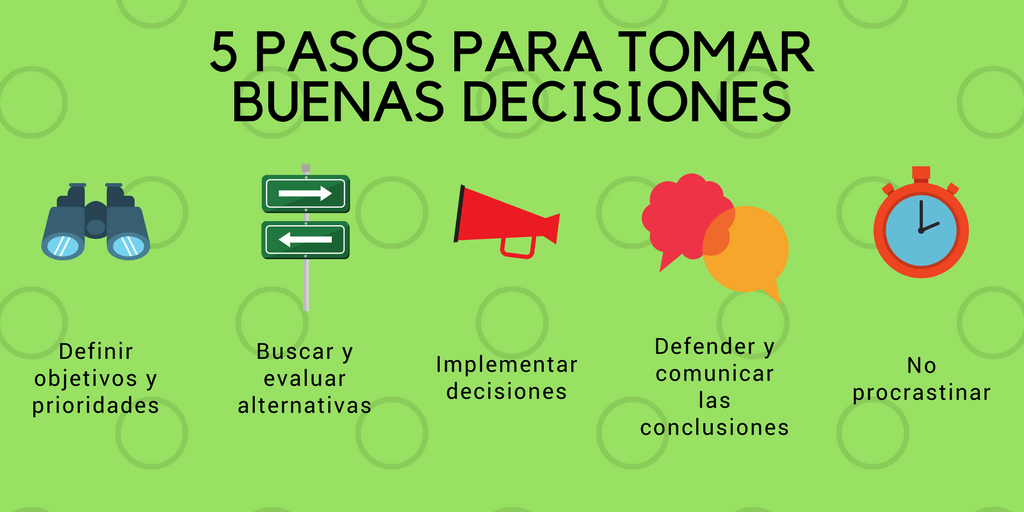 5 PASOS PARA TOMAR
BUENAS DECISIONES
Definir
objetivos y
prioridades
Buscar y
evaluar
alternativas
Implementar
decisiones
Defender y
comunicar
las
conclusiones
No
procrastinar